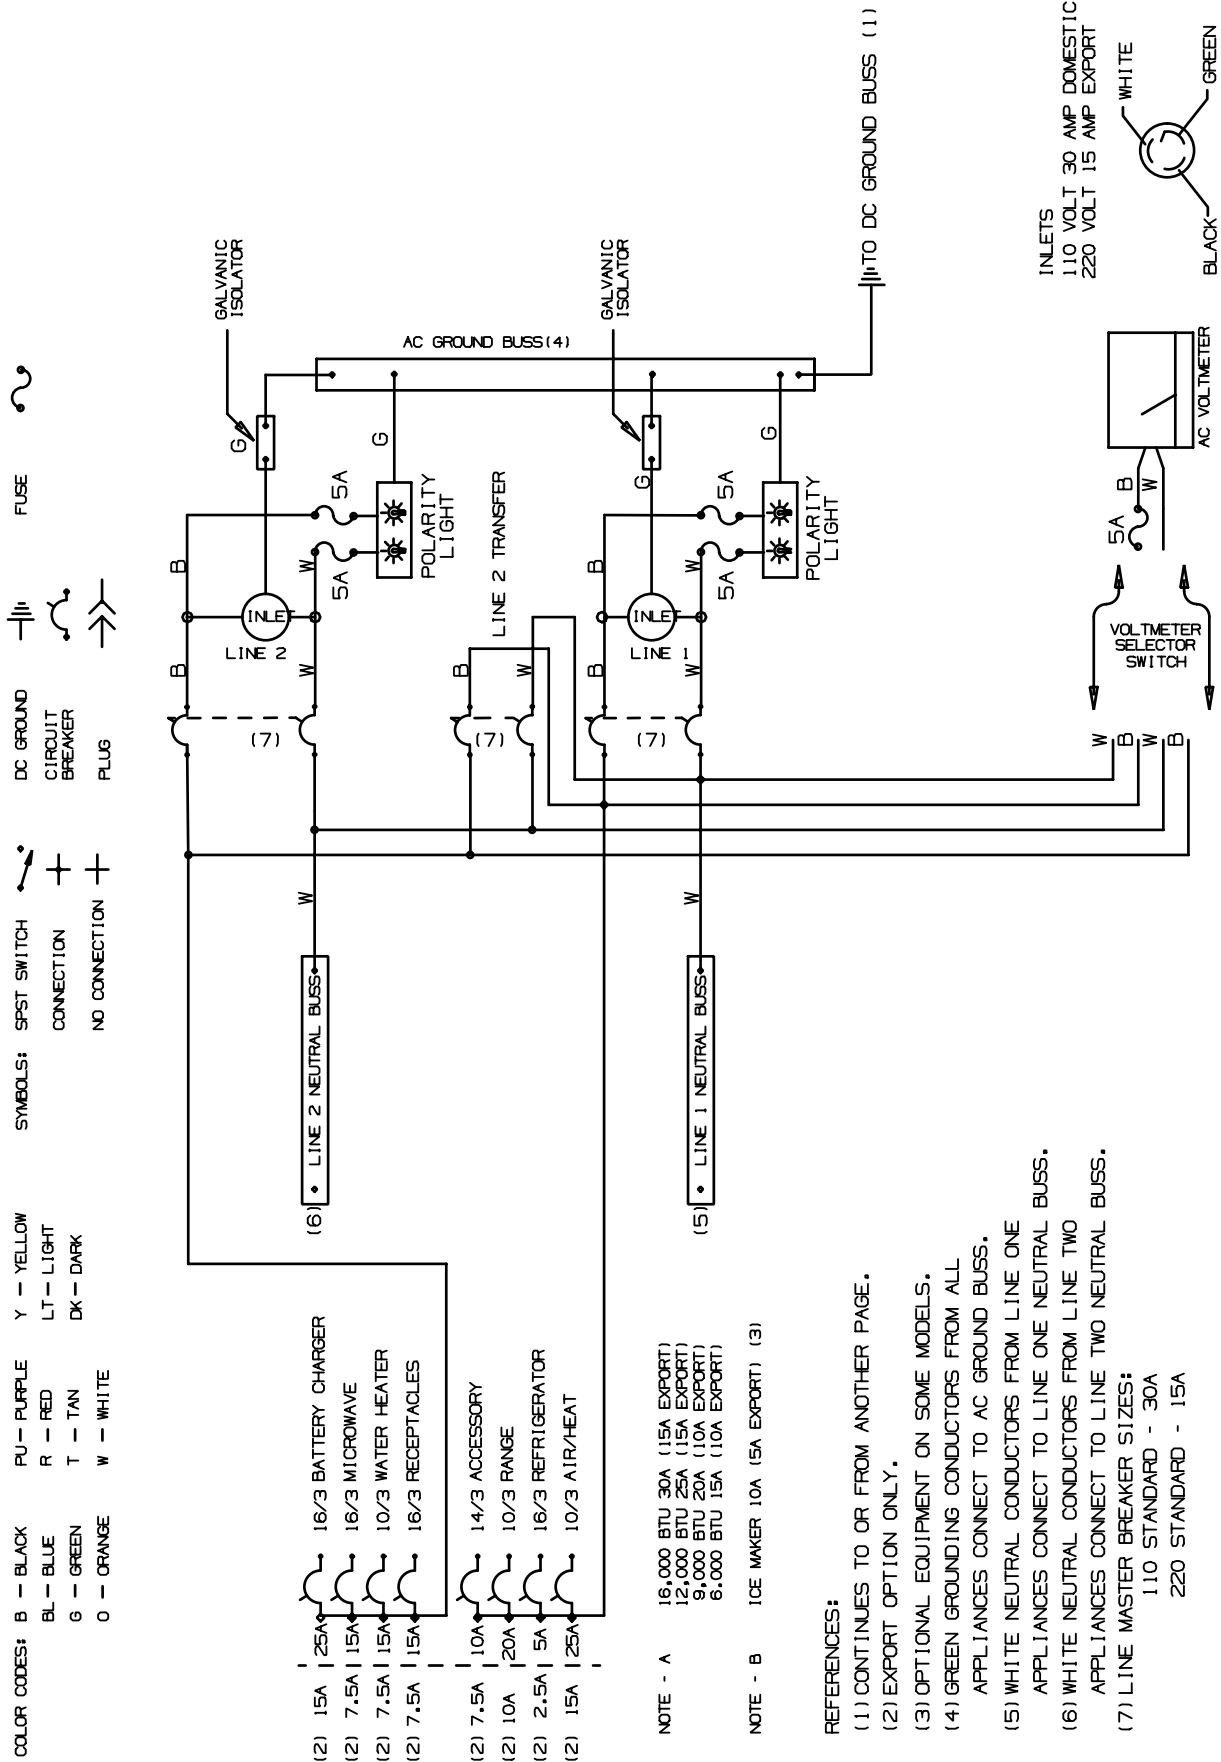 COLOR CODES: B - BLACK PU - PURPLE Y - YELLOW
BL - BLUE R - RED LT - LIGHT
G - GREEN T - TAN DK - DARK
O - ORANGE W - WHITE
SYMBOLS: SPST SWITCH
CONNECTION
NO CONNECTION
DC GROUND
CIRCUIT
BREAKER
PLUG
FUSE
(2) 15A 25A 16/3 BATTERY CHARGER
(2) 7.5A 15A 16/3 MICROWAVE
(2) 7.5A 15A 10/3 WATER HEATER
(2) 7.5A 15A 16/3 RECEPTACLES
(2) 7.5A 10A 14/3 ACCESSORY
(2) 10A 20A 10/3 RANGE
(2) 2.5A 5A 16/3 REFRIGERATOR
(2) 15A 25A 10/3 AIR/HEAT
(6) LINE 2 NEUTRAL BUSS
W
(5) LINE 1 NEUTRAL BUSS
W
B
B
(7)
W
W
LINE 2
INLET
5A
5A
POLARITY
LIGHT
G
G
GALVANIC
ISOLATOR
AC GROUND BUSS(4)
B
(7)
W
LINE 2 TRANSFER
B
B
(7)
W
W
LINE 1
INLET
5A
5A
POLARITY
LIGHT
G
G
GALVANIC
ISOLATOR
TO DC GROUND BUSS (1)
W
B
W
B
VOLTMETER
SELECTOR
SWITCH
5A
B
W
AC VOLTMETER
INLETS
110 VOLT 30 AMP DOMESTIC
220 VOLT 15 AMP EXPORT
WHITE
BLACK
GREEN
NOTE - A 16,000 BTU 30A (15A EXPORT)
12,000 BTU 25A (15A EXPORT)
9,000 BTU 20A (10A EXPORT)
6.000 BTU 15A (10A EXPORT)
NOTE - B ICE MAKER 10A (5A EXPORT) (3)
REFERENCES:
(1) CONTINUES TO OR FROM ANOTHER PAGE.
(2) EXPORT OPTION ONLY.
(3) OPTIONAL EQUIPMENT ON SOME MODELS.
(4) GREEN GROUNDING CONDUCTORS FROM ALL
APPLIANCES CONNECT TO AC GROUND BUSS.
(5) WHITE NEUTRAL CONDUCTORS FROM LINE ONE
APPLIANCES CONNECT TO LINE ONE NEUTRAL BUSS.
(6) WHITE NEUTRAL CONDUCTORS FROM LINE TWO
APPLIANCES CONNECT TO LINE TWO NEUTRAL BUSS.
(7) LINE MASTER BREAKER SIZES:
110 STANDARD - 30A
220 STANDARD - 15A